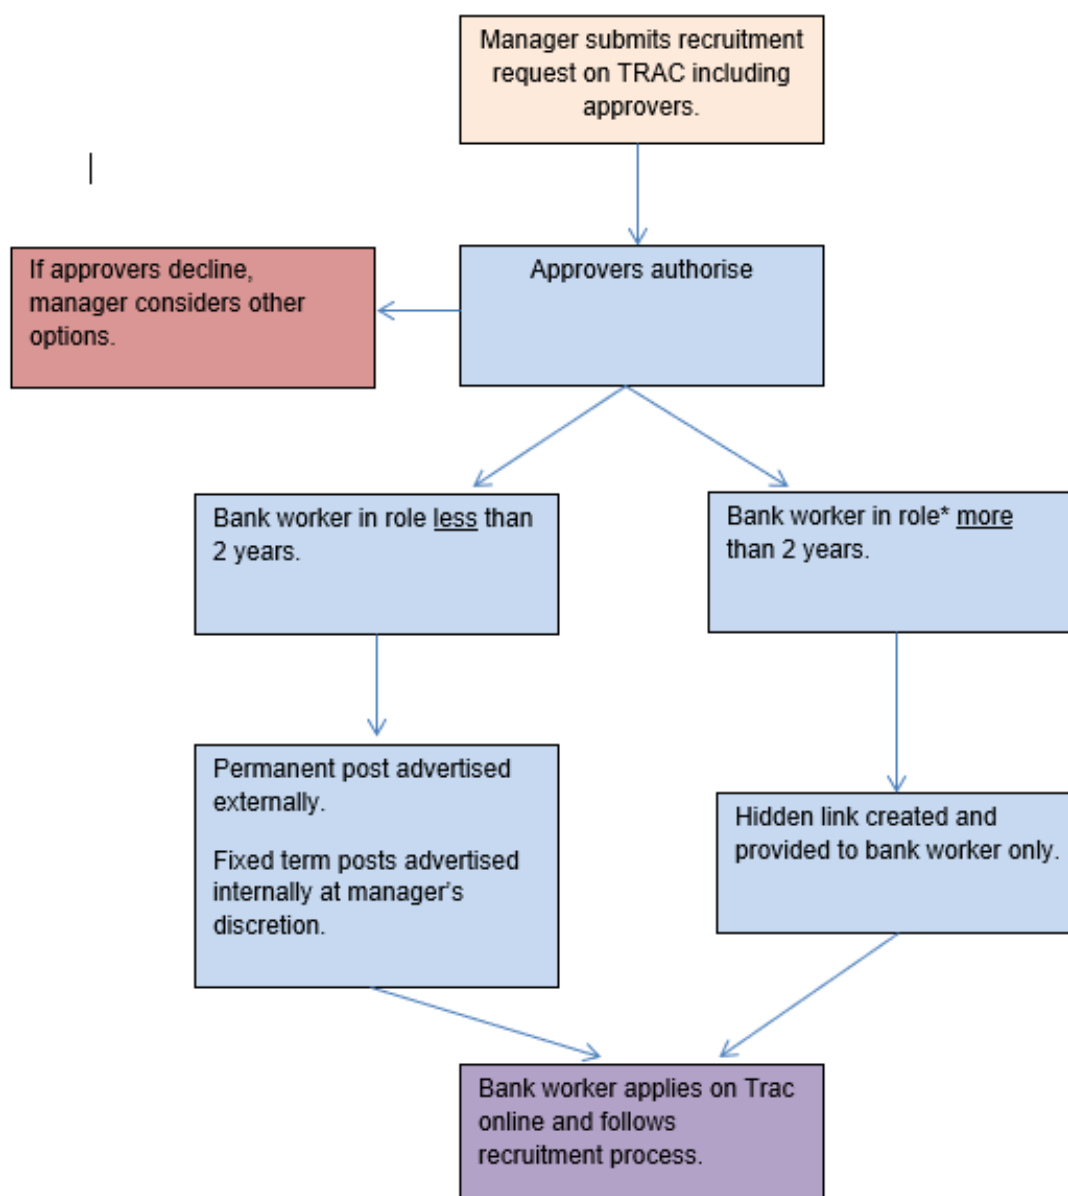 Manager submits recruitment
request on TRAC including
approvers.
If approvers decline,
manager considers other
options.
Approvers authorise
Bank worker in role less than
2 years.
Bank worker in role* more
than 2 years.
Permanent post advertised
externally.
Fixed term posts advertised
internally at manager's
discretion.
Hidden link created and
provided to bank worker only.
Bank worker applies on Trac
online and follows
recruitment process.